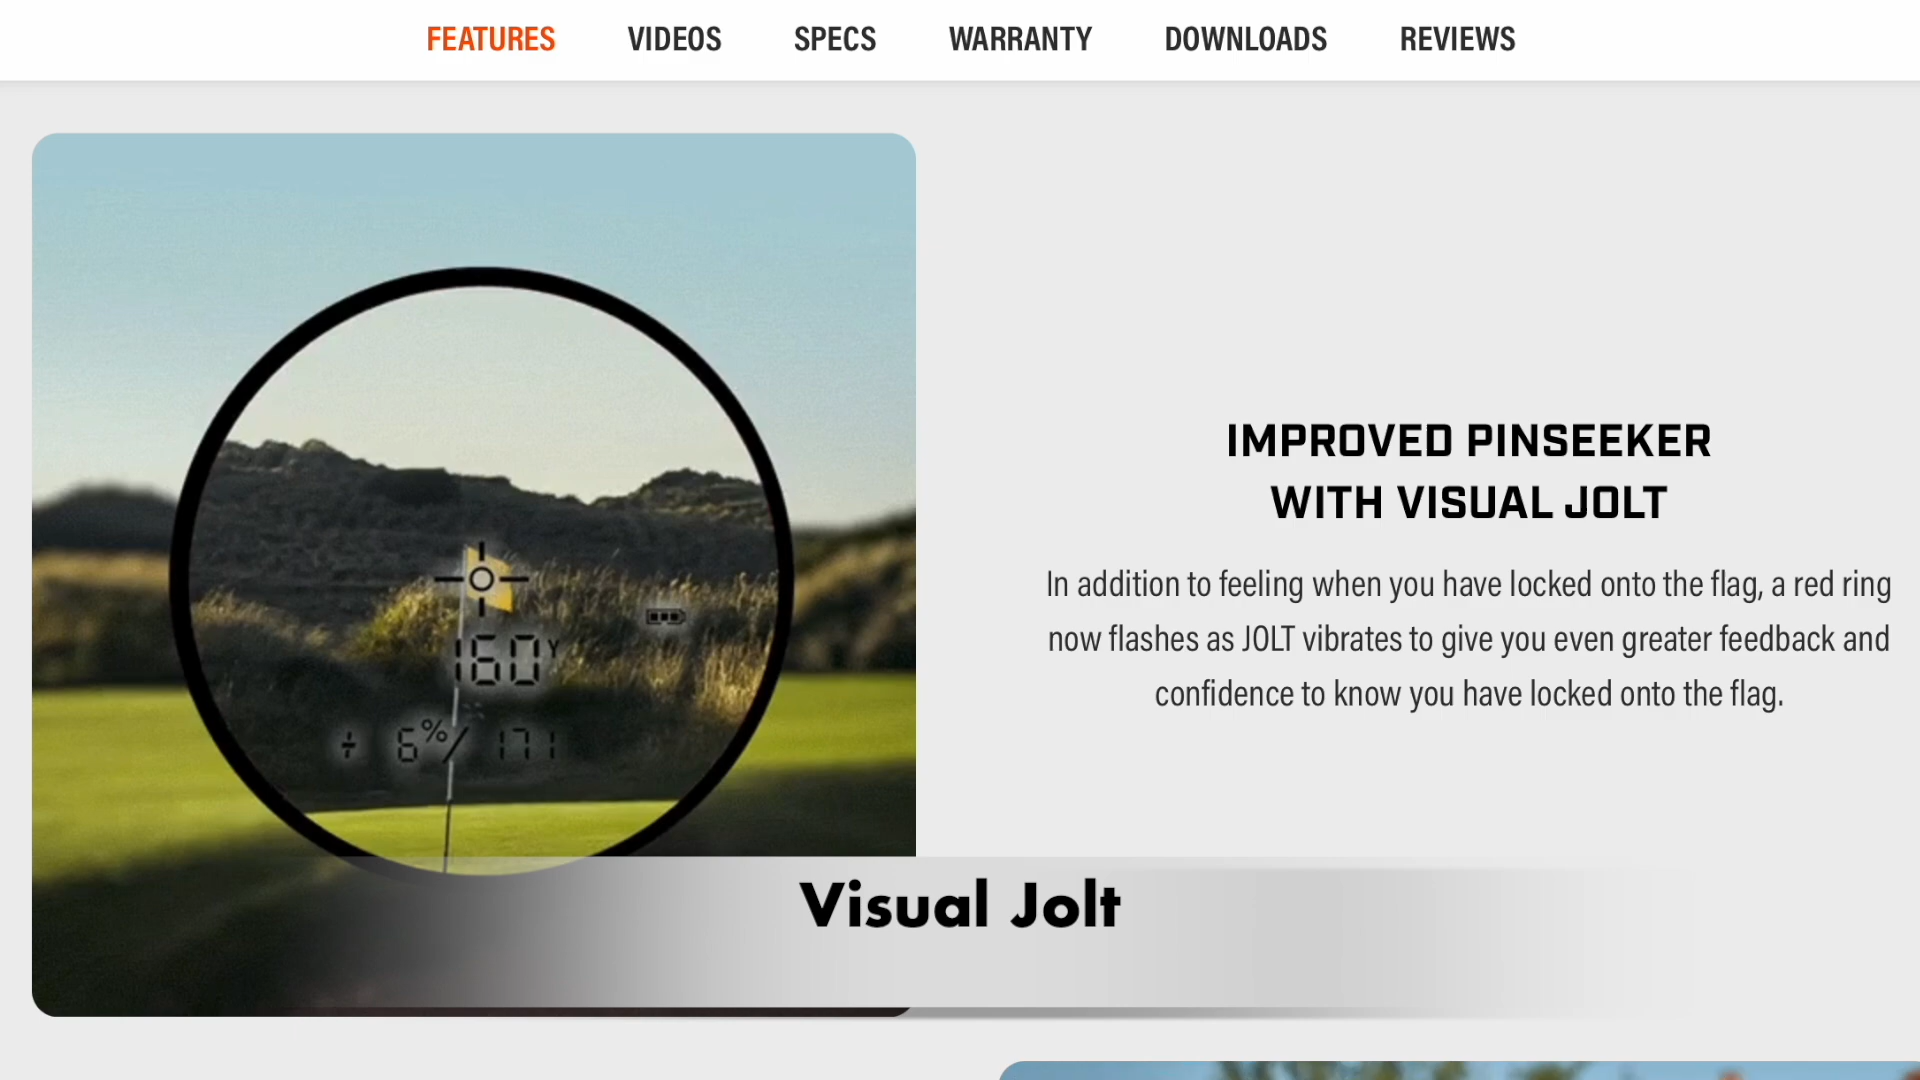 FEATURES VIDEOS SPECS WARRANTY DOWNLOADS REVIEWS
160Y
+ 6%/ 171
IMPROVED PINSEEKER
WITH VISUAL JOLT
In addition to feeling when you have locked onto the flag, a red ring
now flashes as JOLT vibrates to give you even greater feedback and
confidence to know you have locked onto the flag.
Visual Jolt